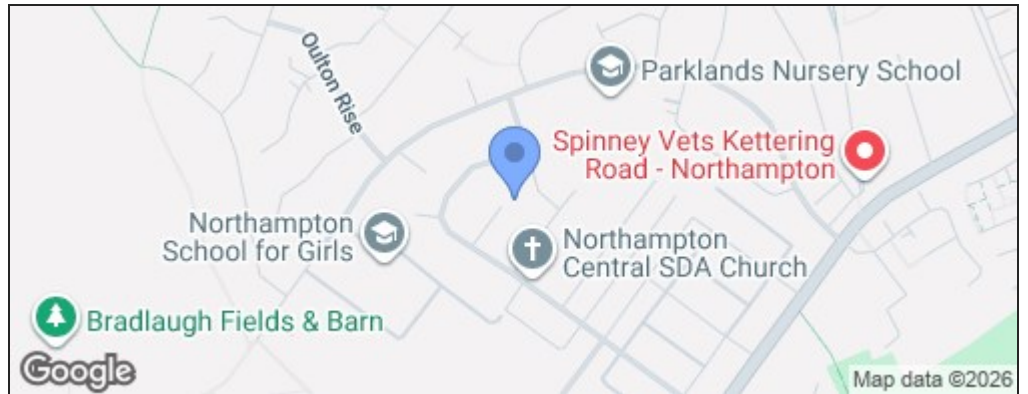 Oulton Rise
Parklands Nursery School
Spinney Vets Kettering
Road - Northampton
Northampton
School for Girls
Northampton
Central SDA Church
Bradlaugh Fields & Barn
Google
Map data ©2026